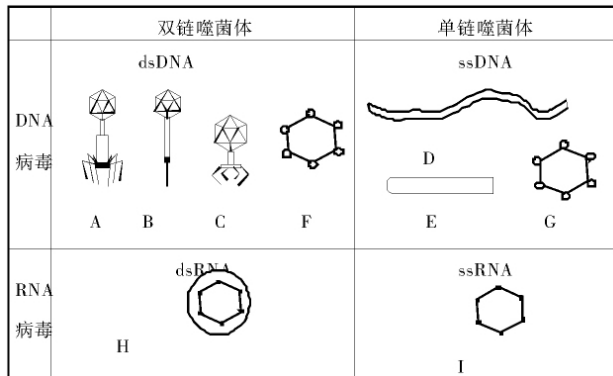 双链噬菌体 单链噬菌体
dsDNA ssDNA
DNA
病毒
D
A B C F E G
dsRNA ssRNA
RNA
病毒
H
I